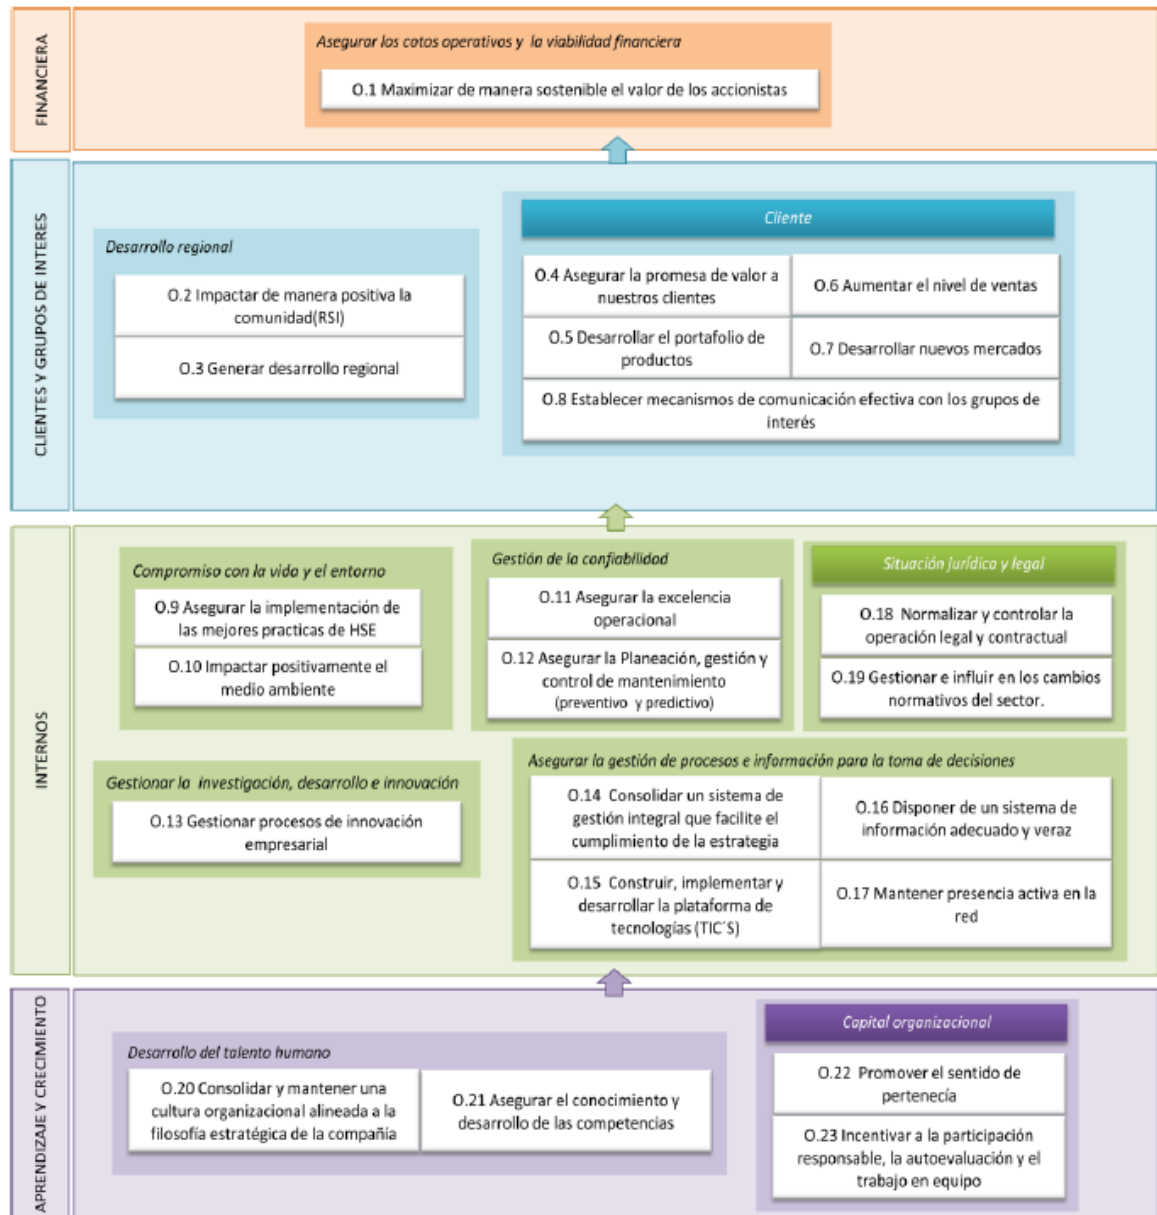 FINANCIERA
Asegurar los cotos operativos y la viabilidad financiera
O.1 Maximizar de manera sostenible el valor de los accionistas
CLIENTES Y GRUPOS DE INTERES
Desarrollo regional
O.2 Impactar de manera positiva la
comunidad(RSI)
O.3 Generar desarrollo regional
Cliente
O.4 Asegurar la promesa de valor a
nuestros clientes
O.6 Aumentar el nivel de ventas
O.5 Desarrollar el portafolio de
productos
O.7 Desarrollar nuevos mercados
O.8 Establecer mecanismos de comunicación efectiva con los grupos de
interés
INTERNOS
Compromiso con la vida y el entorno
O.9 Asegurar la implementación de
las mejores practicas de HSE
O.10 Impactar positivamente el
medio ambiente
Gestión de la confiabilidad
O.11 Asegurar la excelencia
operacional
O.12 Asegurar la Planeación, gestión y
control de mantenimiento
(preventivo y predictivo)
Situación jurídica y legal
O.18 Normalizar y controlar la
operación legal y contractual
O.19 Gestionar e influir en los cambios
normativos del sector.
Gestionar la investigación, desarrollo e innovación
O.13 Gestionar procesos de innovación
empresarial
Asegurar la gestión de procesos e información para la toma de decisiones
O.14 Consolidar un sistema de
gestión integral que facilite el
cumplimiento de la estrategia
O.16 Disponer de un sistema de
información adecuado y veraz
O.15 Construir, implementar y
desarrollar la plataforma de
tecnologías (TIC´S)
O.17 Mantener presencia activa en la
red
APRENDIZAJE Y CRECIMIENTO
Desarrollo del talento humano
O.20 Consolidar y mantener una
cultura organizacional alineada a la
filosofía estratégica de la compañía
O.21 Asegurar el conocimiento y
desarrollo de las competencias
Capital organizacional
O.22 Promover el sentido de
pertenecía
O.23 Incentivar a la participación
responsable, la autoevaluación y el
trabajo en equipo